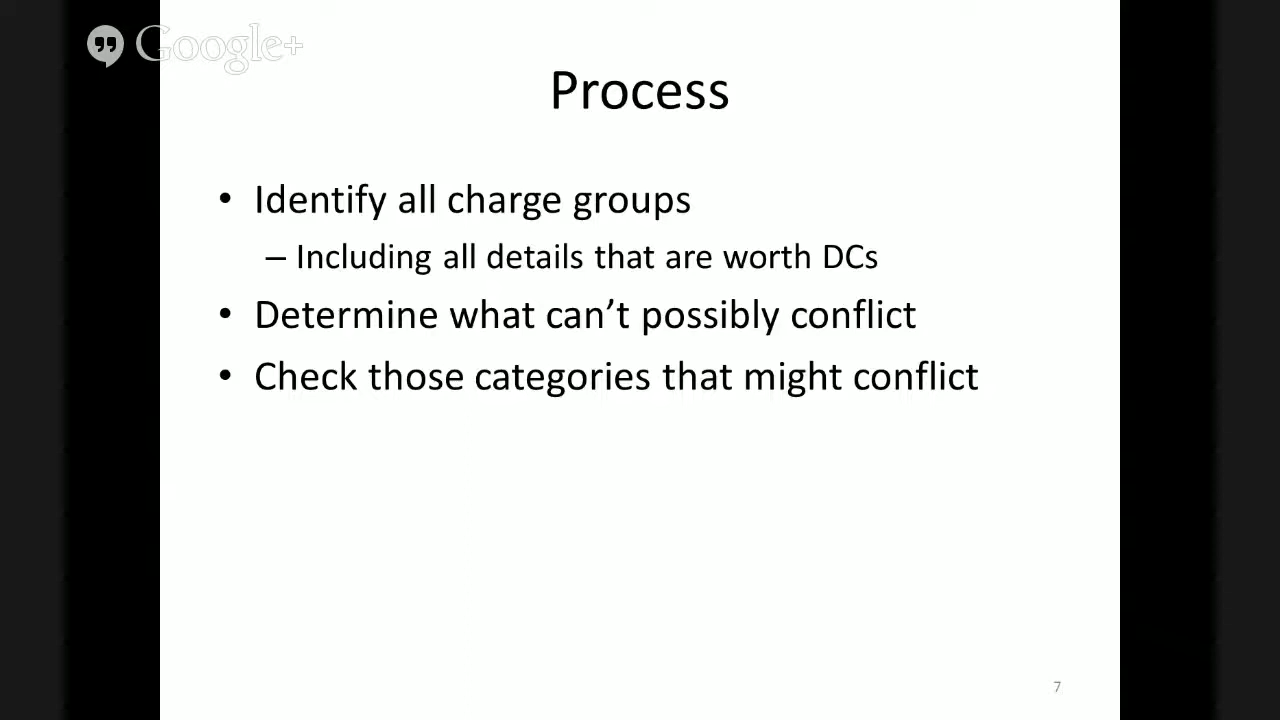 Google+
Process
• Identify all charge groups
– Including all details that are worth DCs
• Determine what can’t possibly conflict
• Check those categories that might conflict
7